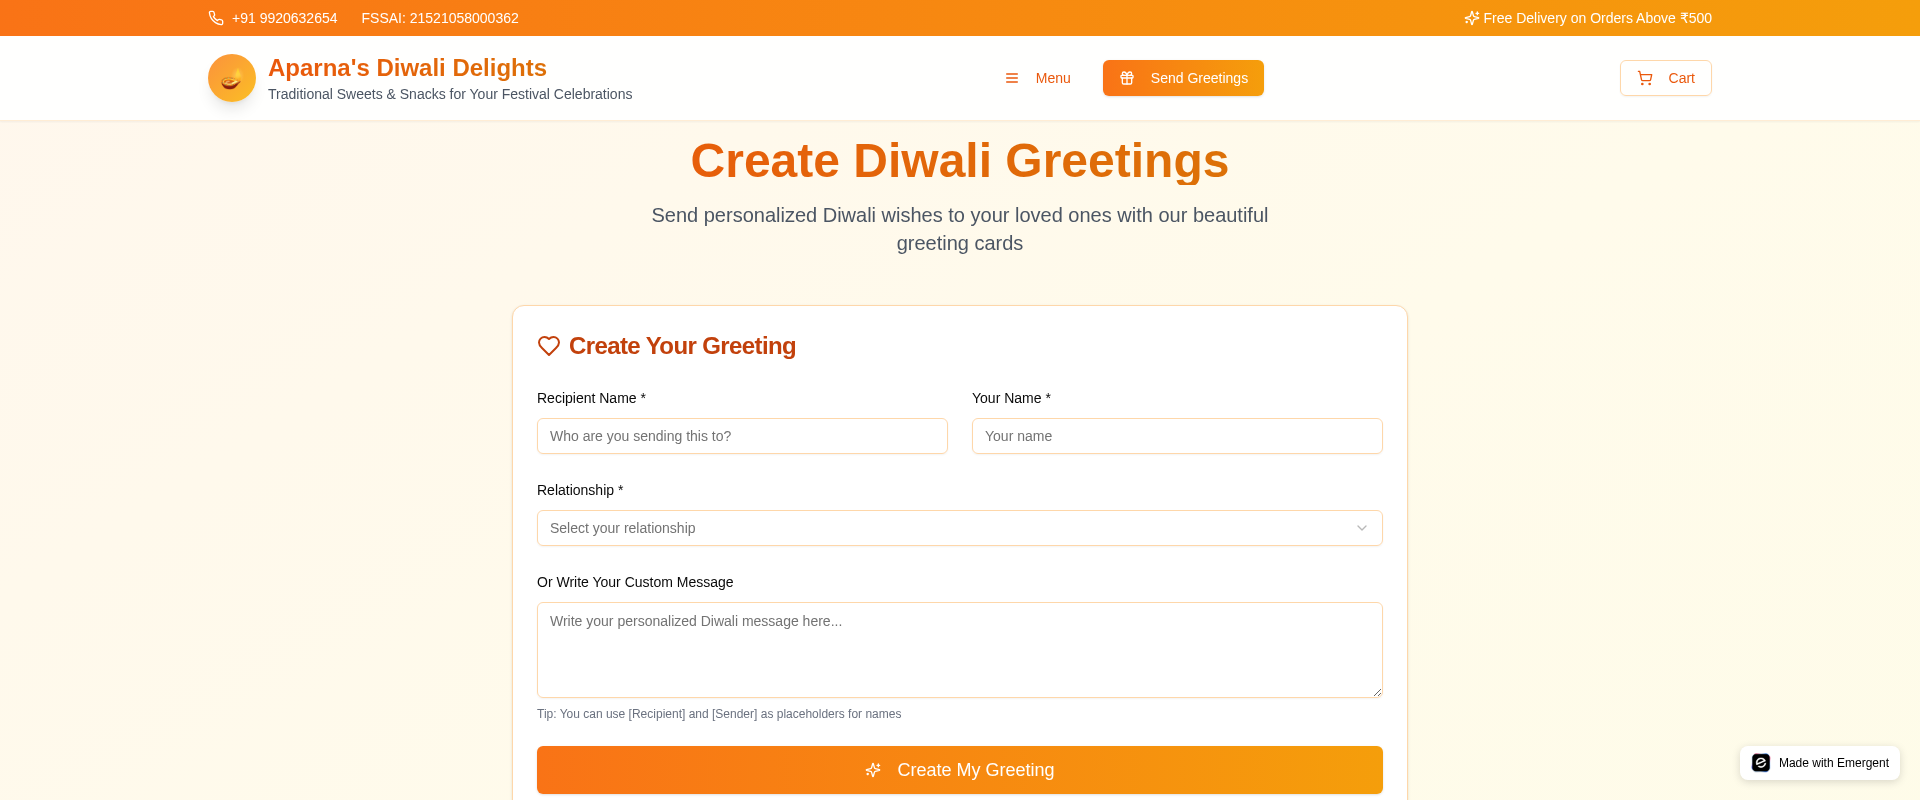 +91 9920632654
FSSAI: 21521058000362
Free Delivery on Orders Above ₹500
Aparna's Diwali Delights
Traditional Sweets & Snacks for Your Festival Celebrations
Menu
Send Greetings
Cart
Create Diwali Greetings
Send personalized Diwali wishes to your loved ones with our beautiful
greeting cards
Create Your Greeting
Recipient Name *
Your Name *
Who are you sending this to?
Your name
Relationship *
Select your relationship
Or Write Your Custom Message
Write your personalized Diwali message here...
Tip: You can use [Recipient] and [Sender] as placeholders for names
Create My Greeting
Made with Emergent